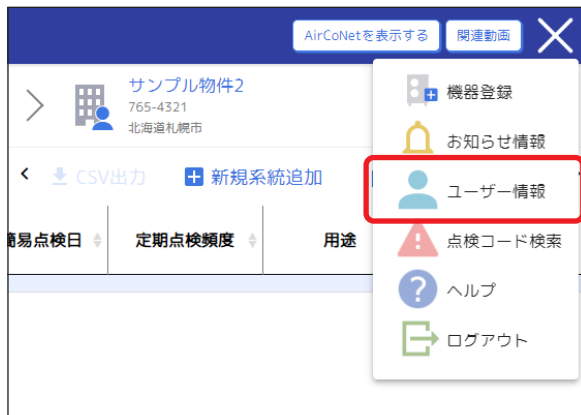 AirCoNetを表示する
関連動画
サンプル物件2
765-4321
北海道札幌市
CSV出力
新規系統追加
易点検日
定期点検頻度
用途
機器登録
お知らせ情報
ユーザー情報
点検コード検索
ヘルプ
ログアウト